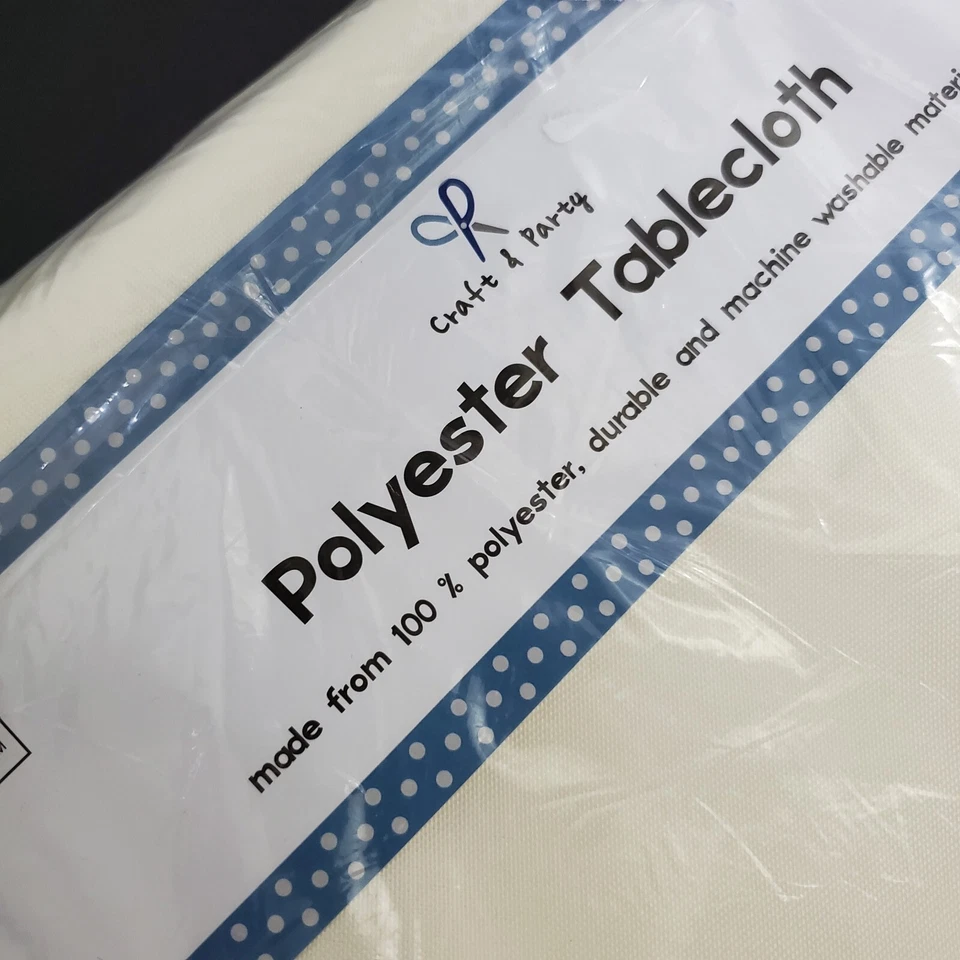 Craft & Party
Polyester Tablecloth
made from 100 % polyester, durable and machine washable